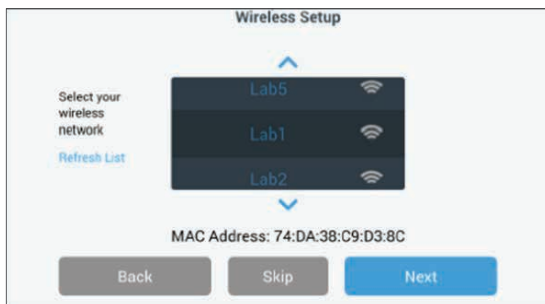 Wireless Setup
Select your
wireless
network
Refresh List
Lab5
Lab1
Lab2
MAC Address: 74:DA:38:C9:D3:8C
Back
Skip
Next